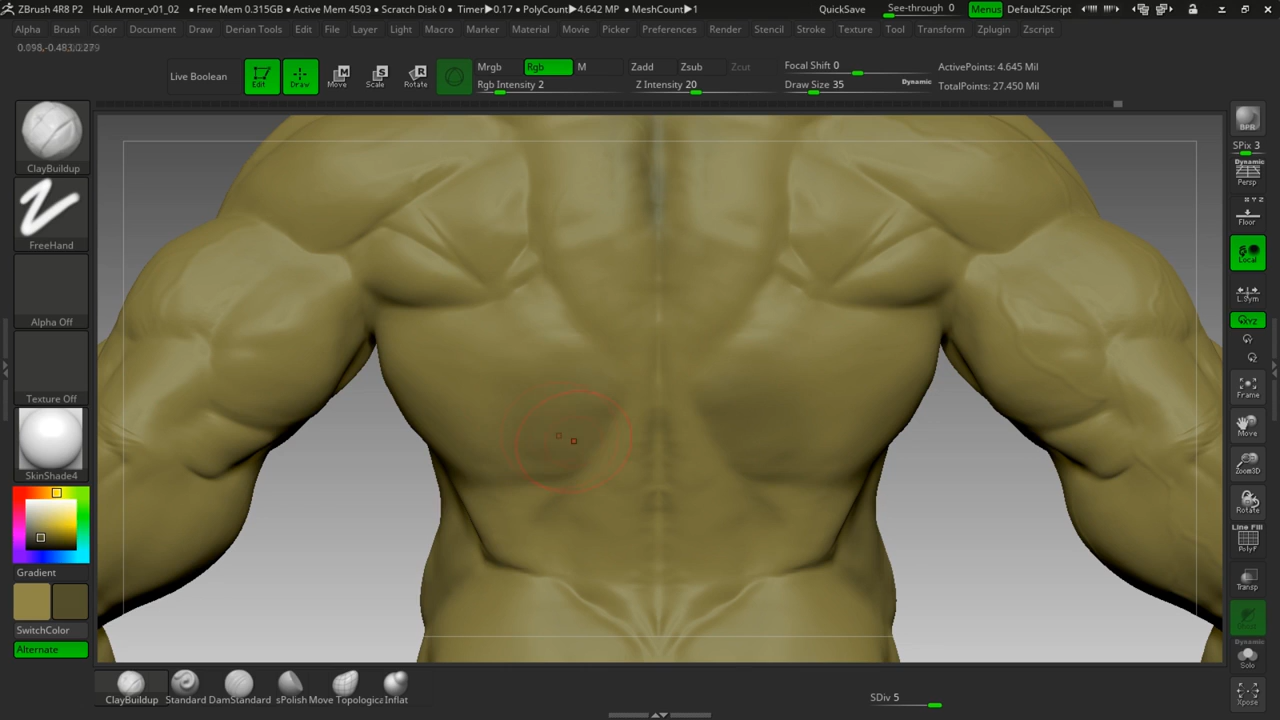 ZBrush 4R8 P2 Hulk Armor_v01_02 • Free Mem 0.315GB • Active Mem 4503 • Scratch Disk 0 • Timer▶0.17 • PolyCount▶4.642 MP • MeshCount▶1 QuickSave See-through 0 Menus DefaultZScript
Alpha Brush Color Document Draw Derian Tools Edit File Layer Light Macro Marker Material Movie Picker Preferences Render Stencil Stroke Texture Tool Transform Zplugin Zscript
Live Boolean
Edit
Draw
Move
Scale
Rotate
Mrgb Rgb M
Rgb Intensity 2
Zadd Zsub Zcut
Z Intensity 20
Focal Shift 0
Draw Size 35 Dynamic
ActivePoints: 4.645 Mil
TotalPoints: 27.450 Mil
ClayBuildup
FreeHand
Alpha Off
Texture Off
SkinShade4
Gradient
SwitchColor
Alternate
BPR
SPix 3
Dynamic
Persp
X Y Z
Floor
Local
L.Sym
XYZ
Y
Z
Frame
Move
Zoom3D
Rotate
Line Fill
PolyF
Transp
Ghost
Dynamic
Solo
Xpose
ClayBuildup Standard DamStandard sPolish Move Topologica Inflat
SDiv 5